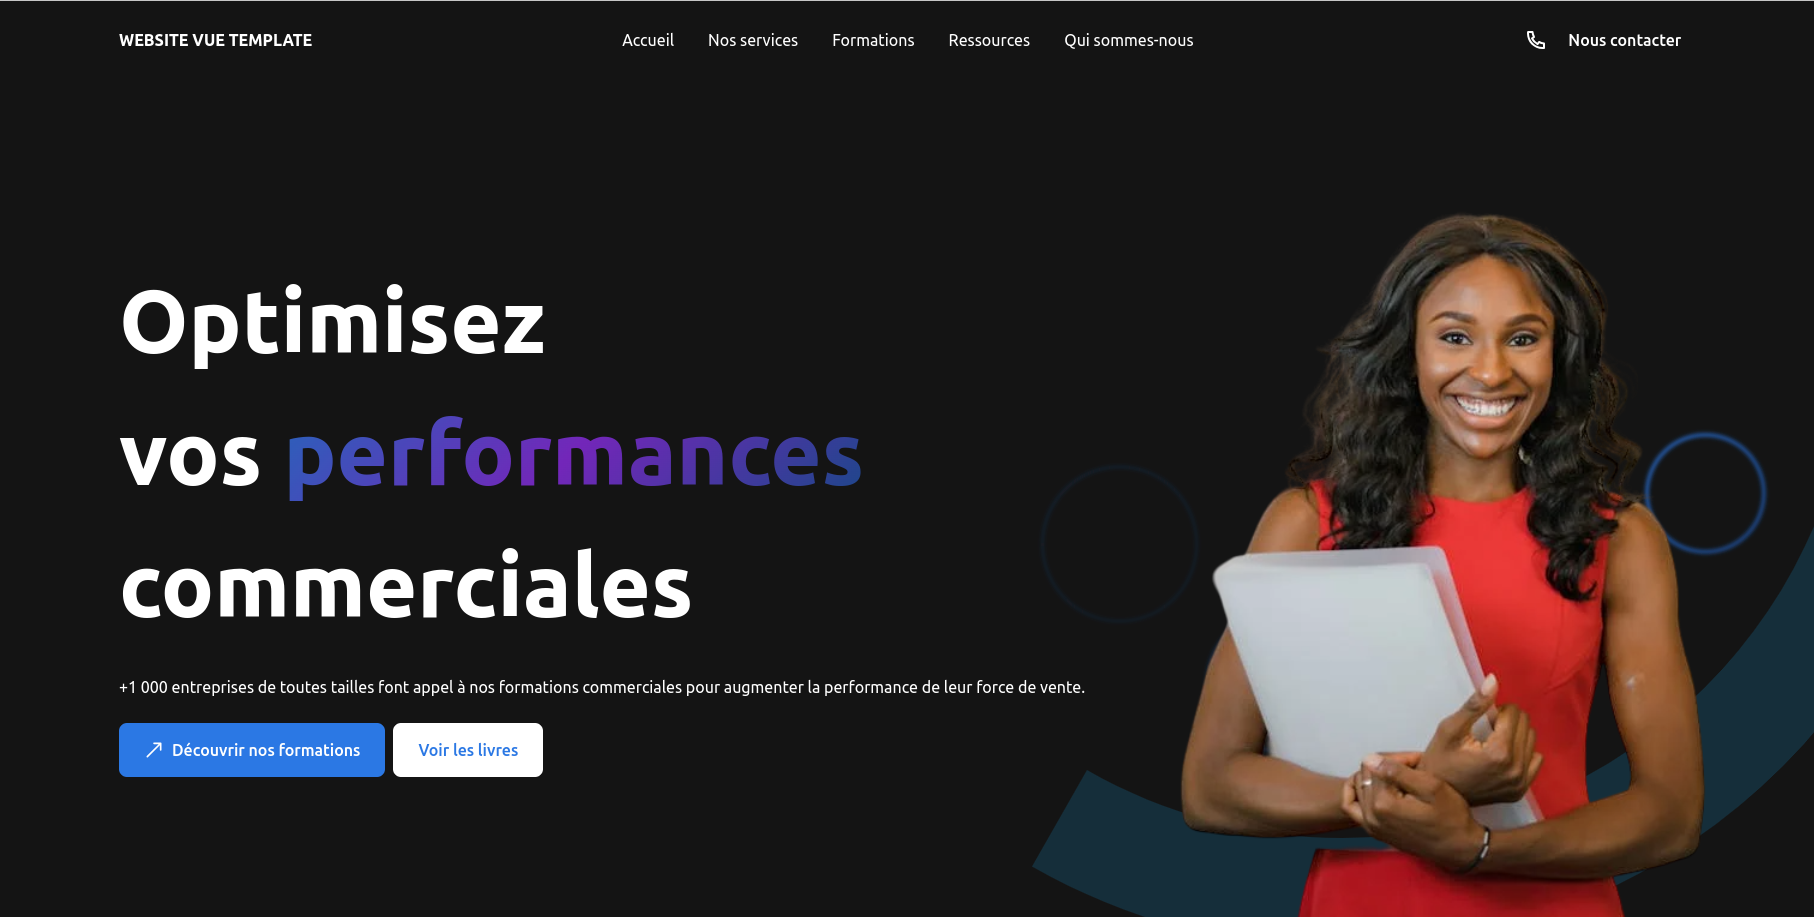 WEBSITE VUE TEMPLATE
Accueil Nos services Formations Ressources Qui sommes-nous
Nous contacter
Optimisez
vos performances
commerciales
+1 000 entreprises de toutes tailles font appel à nos formations commerciales pour augmenter la performance de leur force de vente.
Découvrir nos formations
Voir les livres